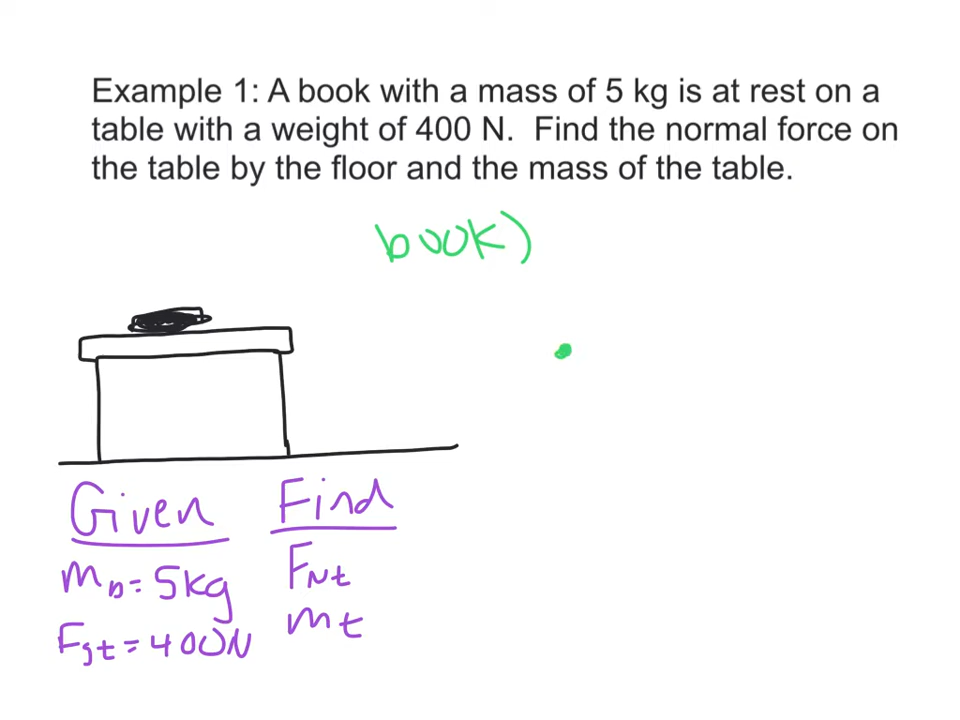 Example 1: A book with a mass of 5 kg is at rest on a
table with a weight of 400 N. Find the normal force on
the table by the floor and the mass of the table.
book)
Given Find
mb = 5kg FNt
Fgt = 400N mt